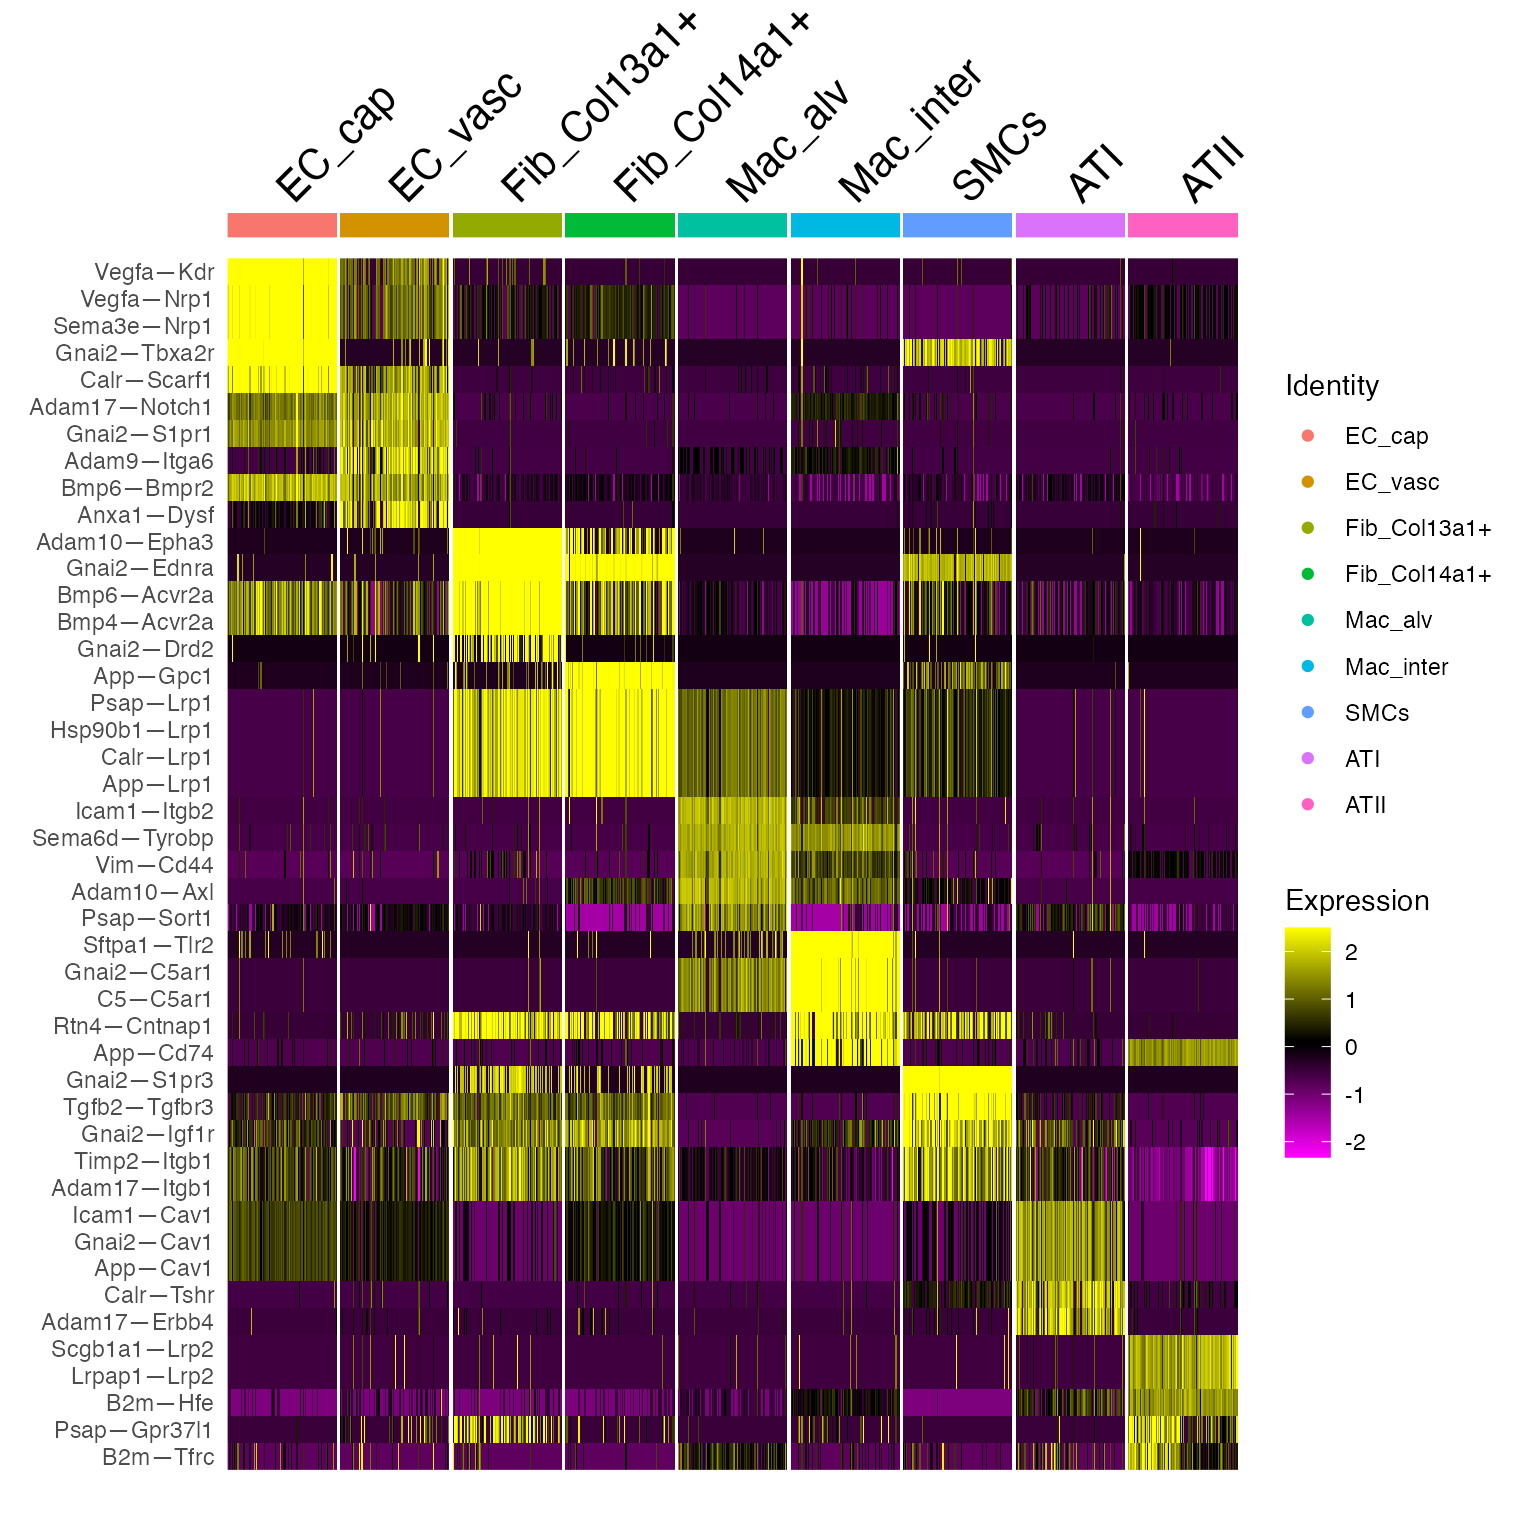 EC_cap
EC_vasc
Fib_Col13a1+
Fib_Col14a1+
Mac_alv
Mac_inter
SMCs
ATI
ATII
Vegfa—Kdr
Vegfa—Nrp1
Sema3e—Nrp1
Gnai2—Tbxa2r
Calr—Scarf1
Adam17—Notch1
Gnai2—S1pr1
Adam9—Itga6
Bmp6—Bmpr2
Anxa1—Dysf
Adam10—Epha3
Gnai2—Ednra
Bmp6—Acvr2a
Bmp4—Acvr2a
Gnai2—Drd2
App—Gpc1
Psap—Lrp1
Hsp90b1—Lrp1
Calr—Lrp1
App—Lrp1
Icam1—Itgb2
Sema6d—Tyrobp
Vim—Cd44
Adam10—Axl
Psap—Sort1
Sftpa1—Tlr2
Gnai2—C5ar1
C5—C5ar1
Rtn4—Cntnap1
App—Cd74
Gnai2—S1pr3
Tgfb2—Tgfbr3
Gnai2—Igf1r
Timp2—Itgb1
Adam17—Itgb1
Icam1—Cav1
Gnai2—Cav1
App—Cav1
Calr—Tshr
Adam17—Erbb4
Scgb1a1—Lrp2
Lrpap1—Lrp2
B2m—Hfe
Psap—Gpr37l1
B2m—Tfrc
Identity
EC_cap
EC_vasc
Fib_Col13a1+
Fib_Col14a1+
Mac_alv
Mac_inter
SMCs
ATI
ATII
Expression
2
1
0
-1
-2